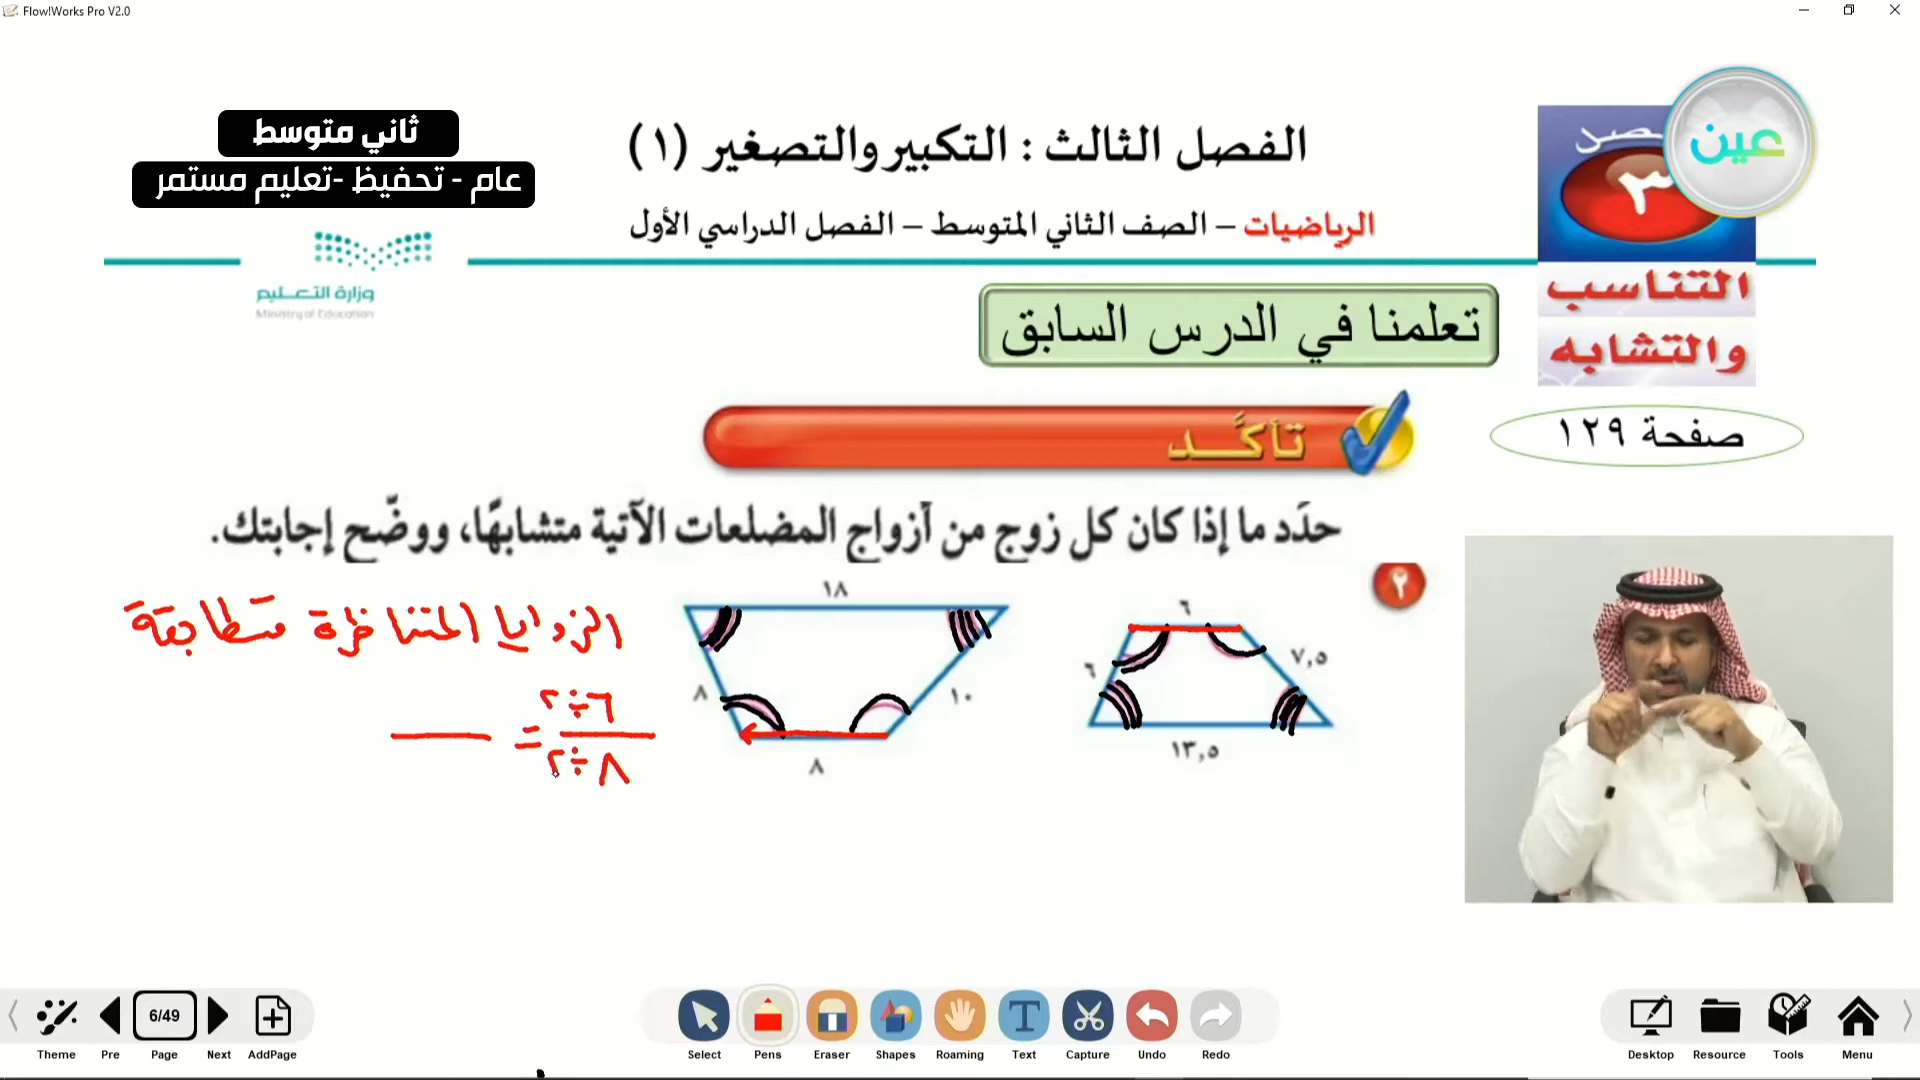 Flow!Works Pro V2.0
عين
٣
ثاني متوسط
عام - تحفيظ -تعليم مستمر
الفصل الثالث : التكبير والتصغير (١)
الرياضيات – الصف الثاني المتوسط – الفصل الدراسي الأول
وزارة التعليم
Ministry of Education
التناسب
والتشابه
تعلمنا في الدرس السابق
تأكَّد
صفحة ١٢٩
حدِّد ما إذا كان كل زوج من أزواج المضلعات الآتية متشابهًا، ووضّح إجابتك.
٢
٦
٦
٧,٥
١٣,٥
١٨
٨
١٠
٨
الزوايا المتناظرة متطابقة
٦÷٢ =
٨÷٢
6/49
Theme Pre Page Next AddPage
Select Pens Eraser Shapes Roaming Text Capture Undo Redo
Desktop Resource Tools Menu